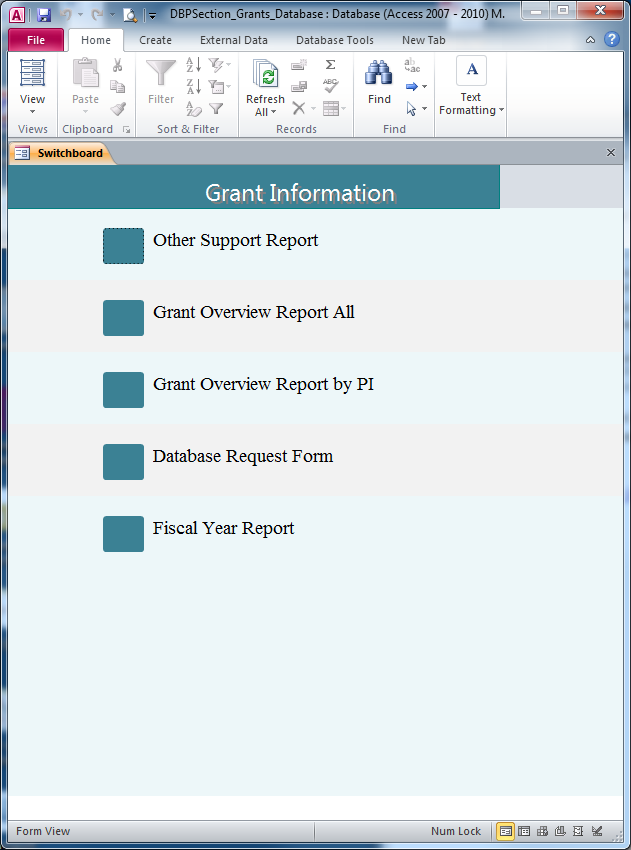 DBPSection_Grants_Database : Database (Access 2007 - 2010) M.
File Home Create External Data Database Tools New Tab
View Paste Filter Refresh All Find Text Formatting
Views Clipboard Sort & Filter Records Find
Switchboard
Grant Information
Other Support Report
Grant Overview Report All
Grant Overview Report by PI
Database Request Form
Fiscal Year Report
Form View Num Lock